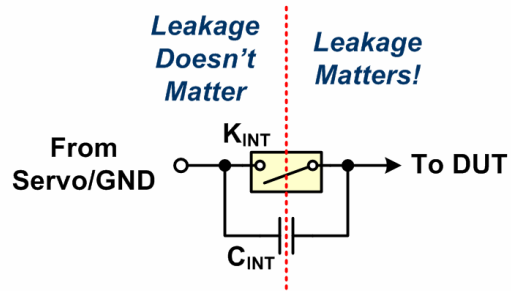 Leakage
Doesn't
Matter
Leakage
Matters!
KINT
From
Servo/GND
To DUT
CINT